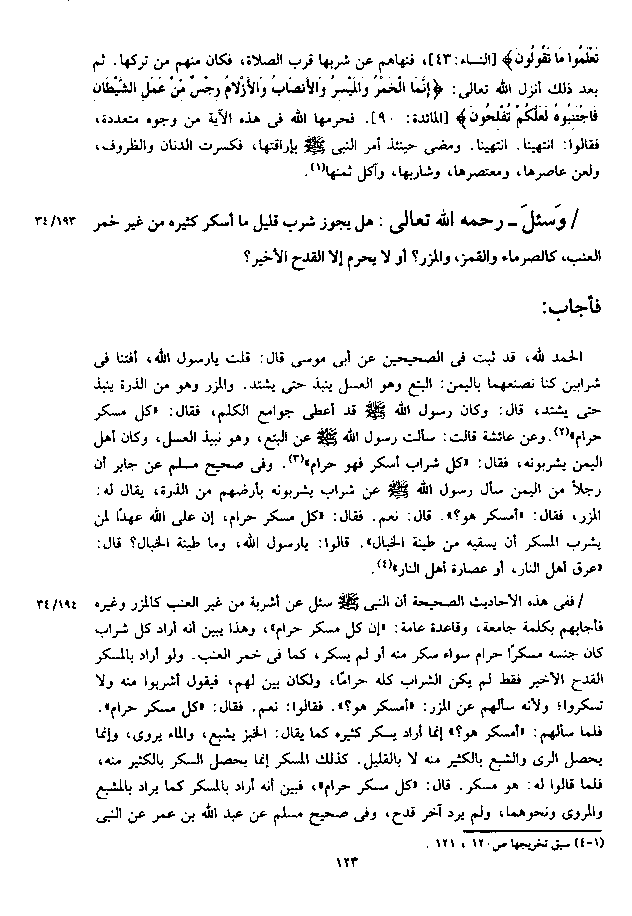 تَعْلَمُوا مَا تَقُولُونَ﴾ [النساء: ٤٣]، فنهاهم عن شربها قرب الصلاة، فكان منهم من تركها. ثم
بعد ذلك أنزل الله تعالى: ﴿إِنَّمَا الْخَمْرُ وَالْمَيْسِرُ وَالأَنصَابُ وَالأَزْلامُ رِجْسٌ مِّنْ عَمَلِ الشَّيْطَانِ
فَاجْتَنِبُوهُ لَعَلَّكُمْ تُفْلِحُونَ﴾ [المائدة: ٩٠]. فحرمها الله فى هذه الآية من وجوه متعددة،
فقالوا: انتهينا. انتهينا. ومضى حينئذ أمر النبى ﷺ بإراقتها، فكسرت الدنان والظروف،
ولعن عاصرها، ومعتصرها، وشاربها، وآكل ثمنها(١).
/ وَسئلَ ـ رحمه الله تعالى : هل يجوز شرب قليل ما أسكر كثيره من غير خمر ٣٤/١٩٣
العنب، كالصرماء والقمز، والمزر؟ أو لا يحرم إلا القدح الأخير؟
فأجاب:
الحمد لله، قد ثبت فى الصحيحين عن أبى موسى قال: قلت يارسول الله، أفتنا فى
شرابين كنا نصنعهما باليمن: البتع وهو العسل ينبذ حتى يشتد. والمزر وهو من الذرة ينبذ
حتى يشتد، قال: وكان رسول الله ﷺ قد أعطى جوامع الكلم، فقال: «كل مسكر
حرام»(٢). وعن عائشة قالت: سألت رسول الله ﷺ عن البتع، وهو نبيذ العسل، وكان أهل
اليمن يشربونه، فقال: «كل شراب أسكر فهو حرام»(٣). وفى صحيح مسلم عن جابر أن
رجلاً من اليمن سأل رسول الله ﷺ عن شراب يشربونه بأرضهم من الذرة، يقال له:
المزر، فقال: «أمسكر هو؟». قال: نعم. فقال: «كل مسكر حرام، إن على الله عهدًا لمن
يشرب المسكر أن يسقيه من طينة الخبال». قالوا: يارسول الله، وما طينة الخبال؟ قال:
«عرق أهل النار، أو عصارة أهل النار»(٤).
/ ففى هذه الأحاديث الصحيحة أن النبى ﷺ سئل عن أشربة من غير العنب كالمزر وغيره ٣٤/١٩٤
فأجابهم بكلمة جامعة، وقاعدة عامة: «إن كل مسكر حرام»، وهذا يبين أنه أراد كل شراب
كان جنسه مسكرًا حرام سواء سكر منه أو لم يسكر، كما فى خمر العنب. ولو أراد بالمسكر
القدح الأخير فقط لم يكن الشراب كله حرامًا، ولكان بين لهم، فيقول أشربوا منه ولا
تسكروا؛ ولأنه سألهم عن المزر: «أمسكر هو؟». فقالوا: نعم. فقال: «كل مسكر حرام».
فلما سألهم: «أمسكر هو؟» إنما أراد يسكر كثيره كما يقال: الخبز يشبع، والماء يروى، وإنما
يحصل الرى والشبع بالكثير منه لا بالقليل. كذلك المسكر إنما يحصل السكر بالكثير منه،
فلما قالوا له: هو مسكر. قال: «كل مسكر حرام»، فبين أنه أراد بالمسكر كما يراد بالمشبع
والمروى ونحوهما، ولم يرد آخر قدح، وفى صحيح مسلم عن عبد الله بن عمر عن النبى
(١-٤) سبق تخريجها ص١٢٠ ، ١٢١ .
١٢٣